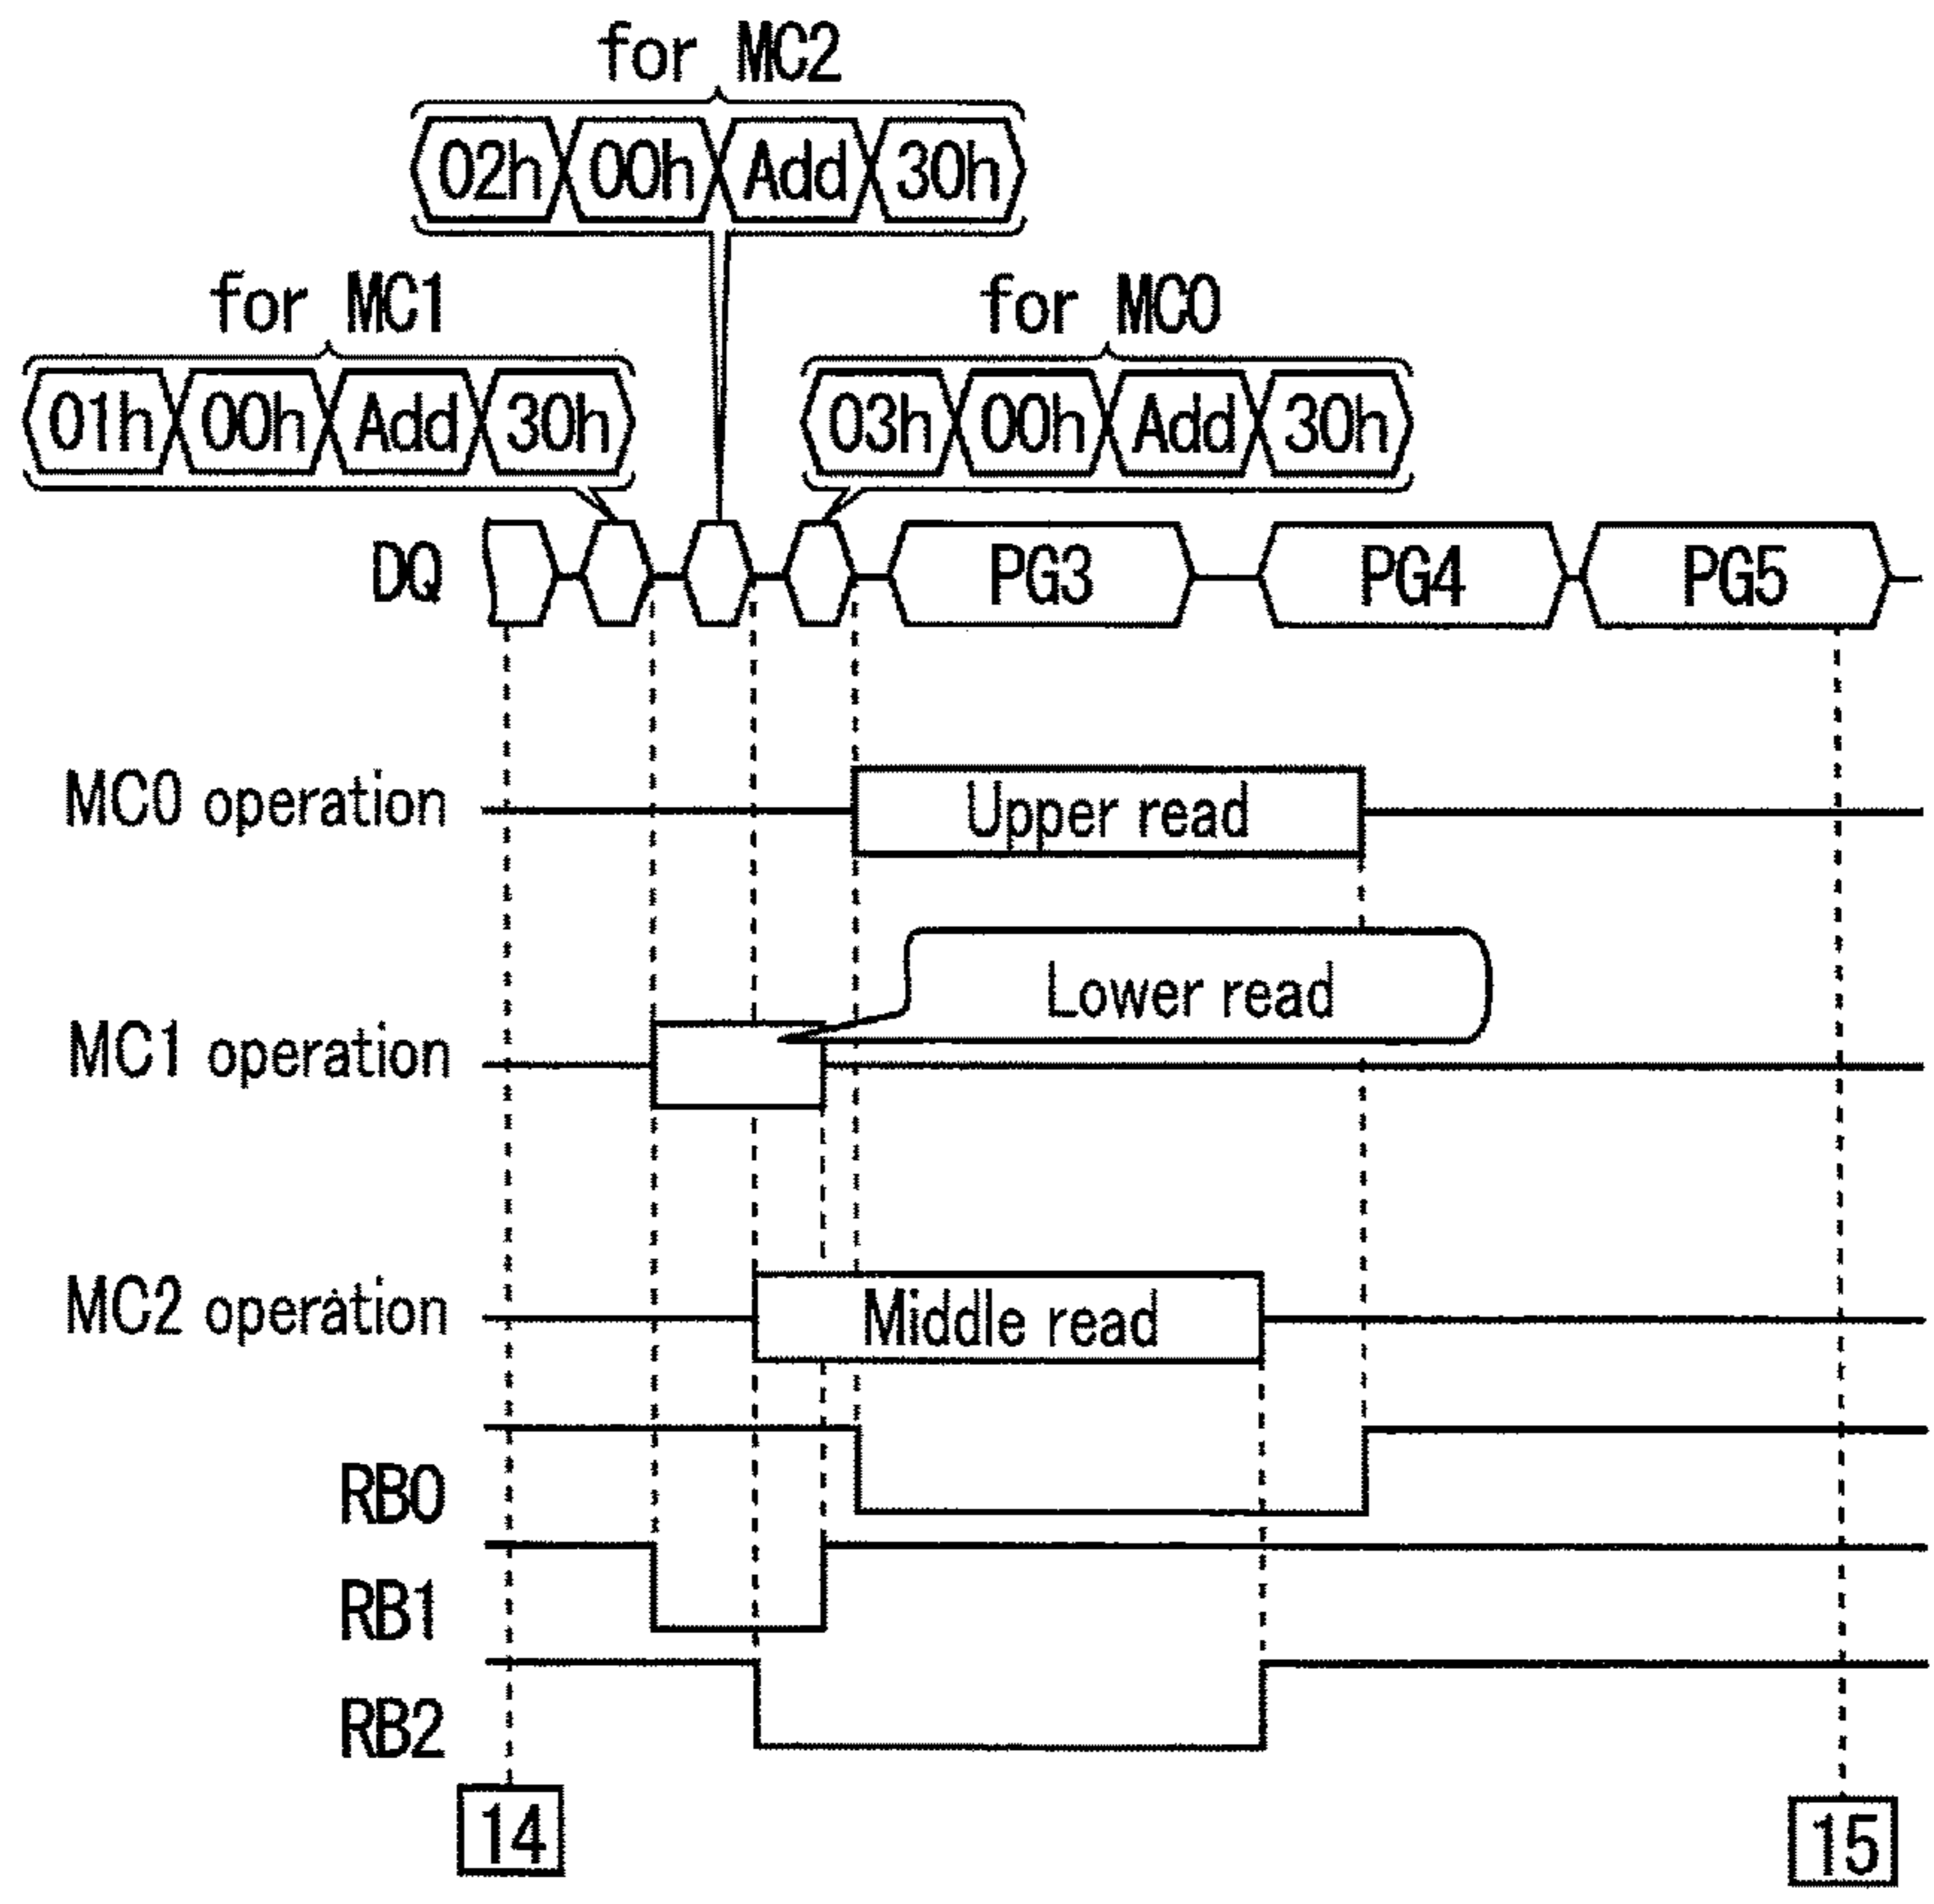 for MC2
02h 00h Add 30h
for MC1
for MC0
01h 00h Add 30h
03h 00h Add 30h
DQ PG3 PG4 PG5
MC0 operation Upper read
Lower read
MC1 operation
MC2 operation Middle read
RB0
RB1
RB2
14 15